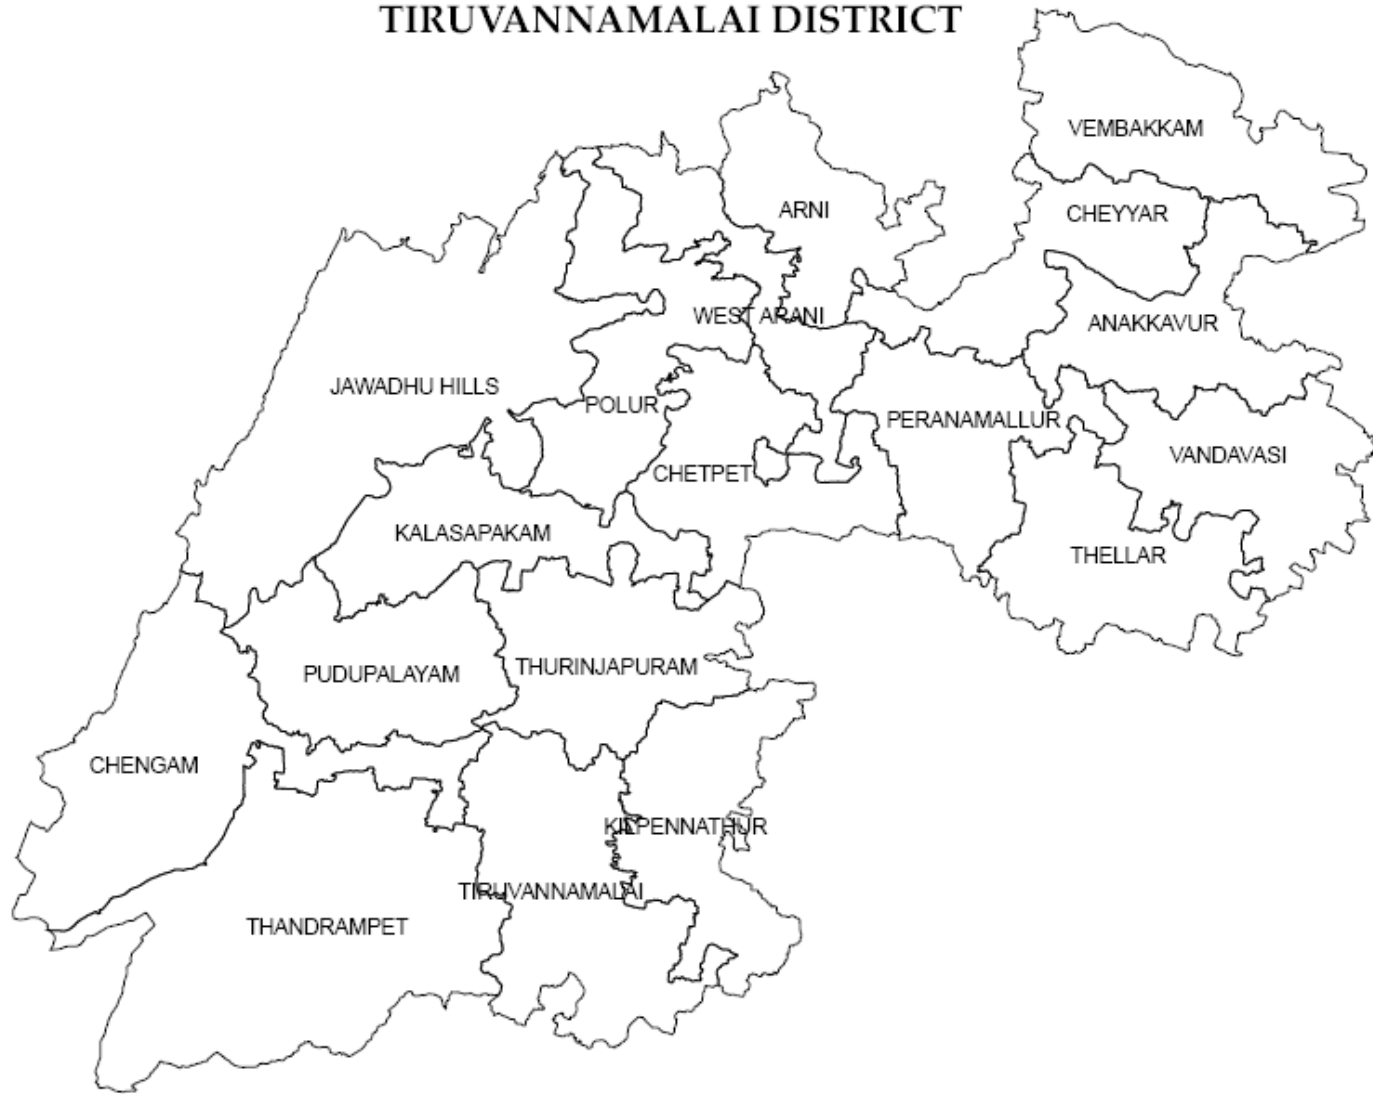 TIRUVANNAMALAI DISTRICT
VEMBAKKAM
ARNI
CHEYYAR
WEST ARANI
ANAKKAVUR
JAWADHU HILLS
POLUR
PERANAMALLUR
VANDAVASI
CHETPET
KALASAPAKAM
THELLAR
PUDUPALAYAM
THURINJAPURAM
CHENGAM
KILPENNATHUR
TIRUVANNAMALAI
THANDRAMPET